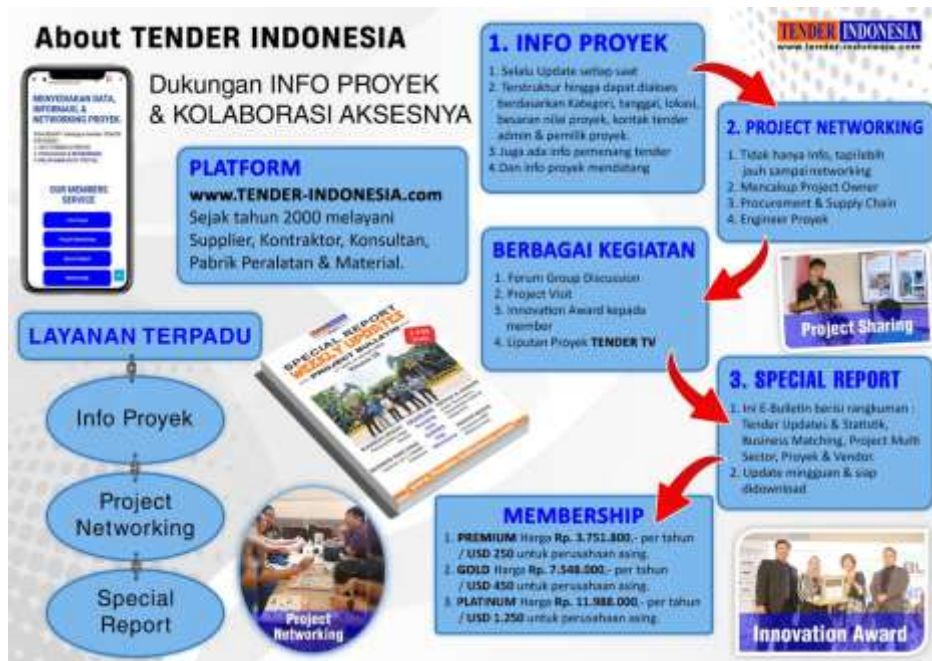 About TENDER INDONESIA
Dukungan INFO PROYEK
& KOLABORASI AKSESNYA
MENYEDIAKAN DATA,
INFORMASI, &
NETWORKING PROYEK
OUR MEMBERS
SERVICE
PLATFORM
www.TENDER-INDONESIA.com
Sejak tahun 2000 melayani
Supplier, Kontraktor, Konsultan,
Pabrik Peralatan & Material.
LAYANAN TERPADU
Info Proyek
Project
Networking
Special
Report
SPECIAL REPORT
WEEKLY UPDATES
PROJECT BULLETIN
Project
Networking
1. INFO PROYEK
1. Selalu Update setiap saat
2. Terstruktur hingga dapat diakses
berdasarkan Kategori, tanggal, lokasi,
besaran nilai proyek, kontak tender
admin & pemilik proyek.
3. Juga ada info pemenang tender
4. Dan info proyek mendatang
TENDER INDONESIA
www.tender-indonesia.com
2. PROJECT NETWORKING
1. Tidak hanya Info, tapi lebih
jauh sampai networking
2. Mencakup Project Owner
3. Procurement & Supply Chain
4. Engineer Proyek
BERBAGAI KEGIATAN
1. Forum Group Discussion
2. Project Visit
3. Innovation Award kepada
member
4. Liputan Proyek TENDER TV
Project Sharing
3. SPECIAL REPORT
1. Ini E-Bulletin berisi rangkuman :
Tender Updates & Statistik,
Business Matching, Project Multi
Sector, Proyek & Vendor.
2. Update mingguan & siap
didownload
MEMBERSHIP
1. PREMIUM Harga Rp. 3.751.800,- per tahun
/ USD 250 untuk perusahaan asing.
2. GOLD Harga Rp. 7.548.000,- per tahun
/ USD 450 untuk perusahaan asing.
3. PLATINUM Harga Rp. 11.988.000,- per tahun
/ USD 1.250 untuk perusahaan asing.
Innovation Award